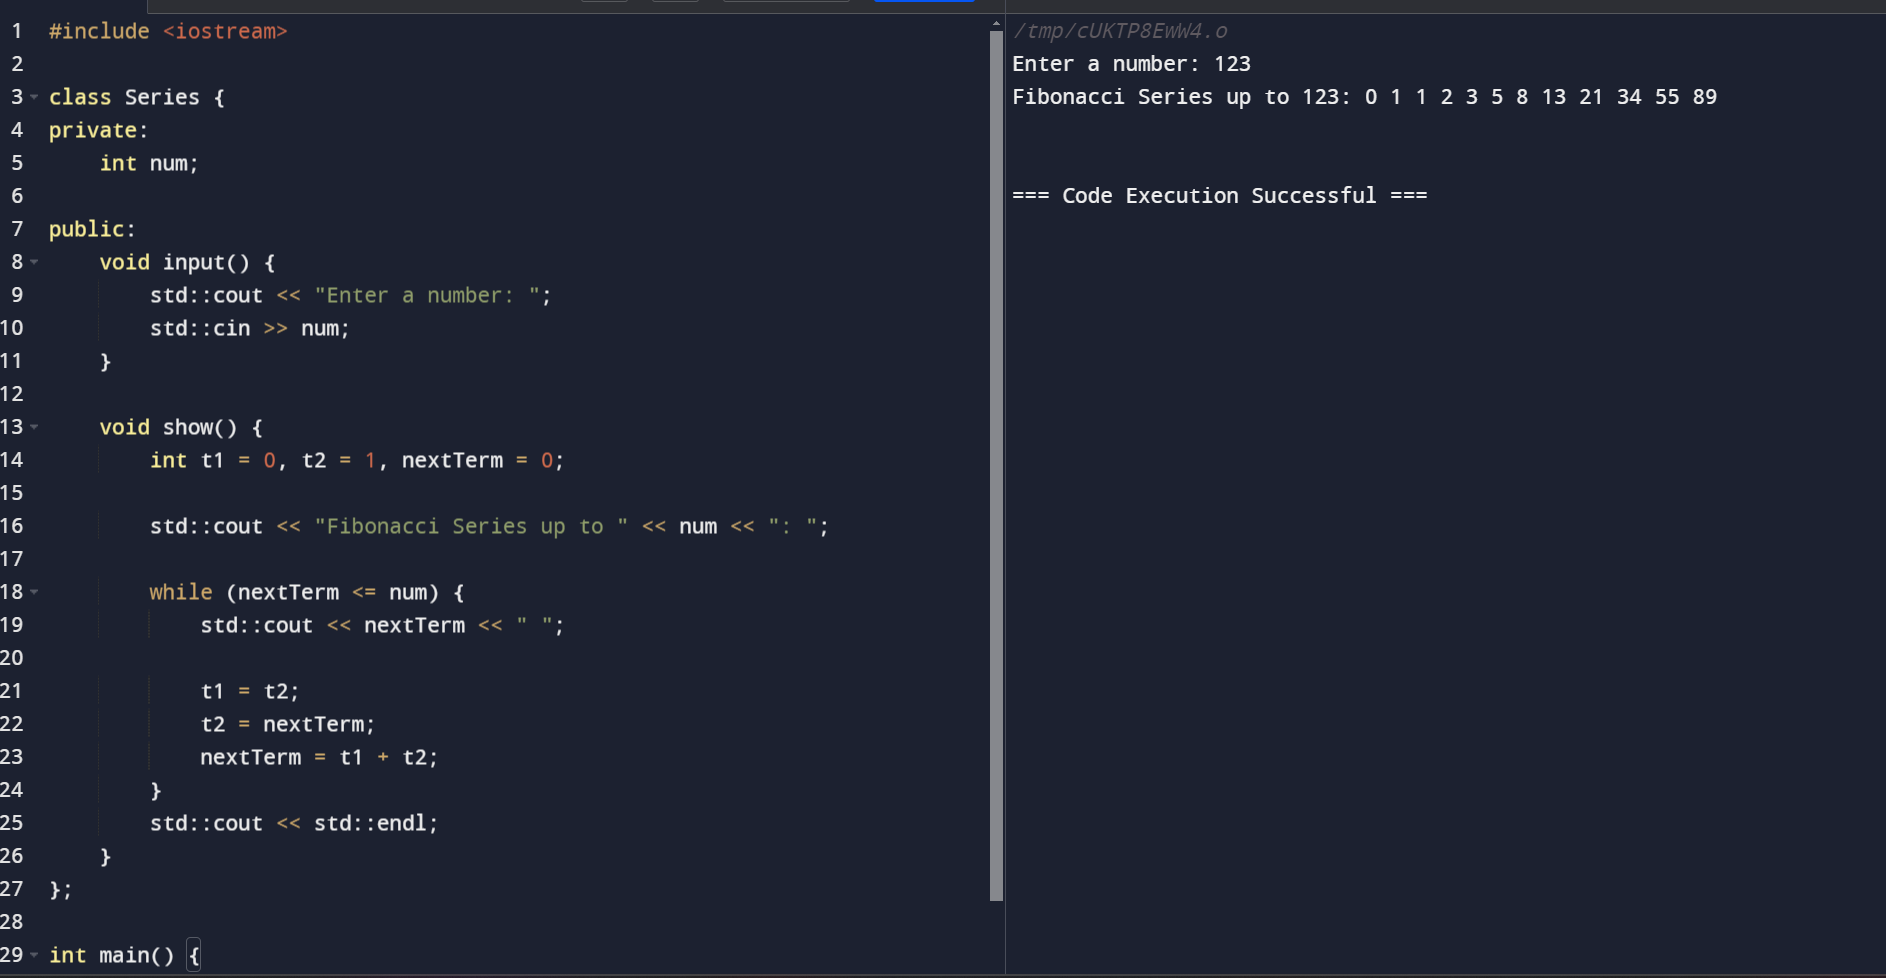 1 #include <iostream>
2
3 class Series {
4 private:
5     int num;
6
7 public:
8     void input() {
9         std::cout << "Enter a number: ";
10         std::cin >> num;
11     }
12
13     void show() {
14         int t1 = 0, t2 = 1, nextTerm = 0;
15
16         std::cout << "Fibonacci Series up to " << num << ": ";
17
18         while (nextTerm <= num) {
19             std::cout << nextTerm << " ";
20
21             t1 = t2;
22             t2 = nextTerm;
23             nextTerm = t1 + t2;
24         }
25         std::cout << std::endl;
26     }
27 };
28
29 int main() {
/tmp/cUKTP8EwW4.o
Enter a number: 123
Fibonacci Series up to 123: 0 1 1 2 3 5 8 13 21 34 55 89
=== Code Execution Successful ===